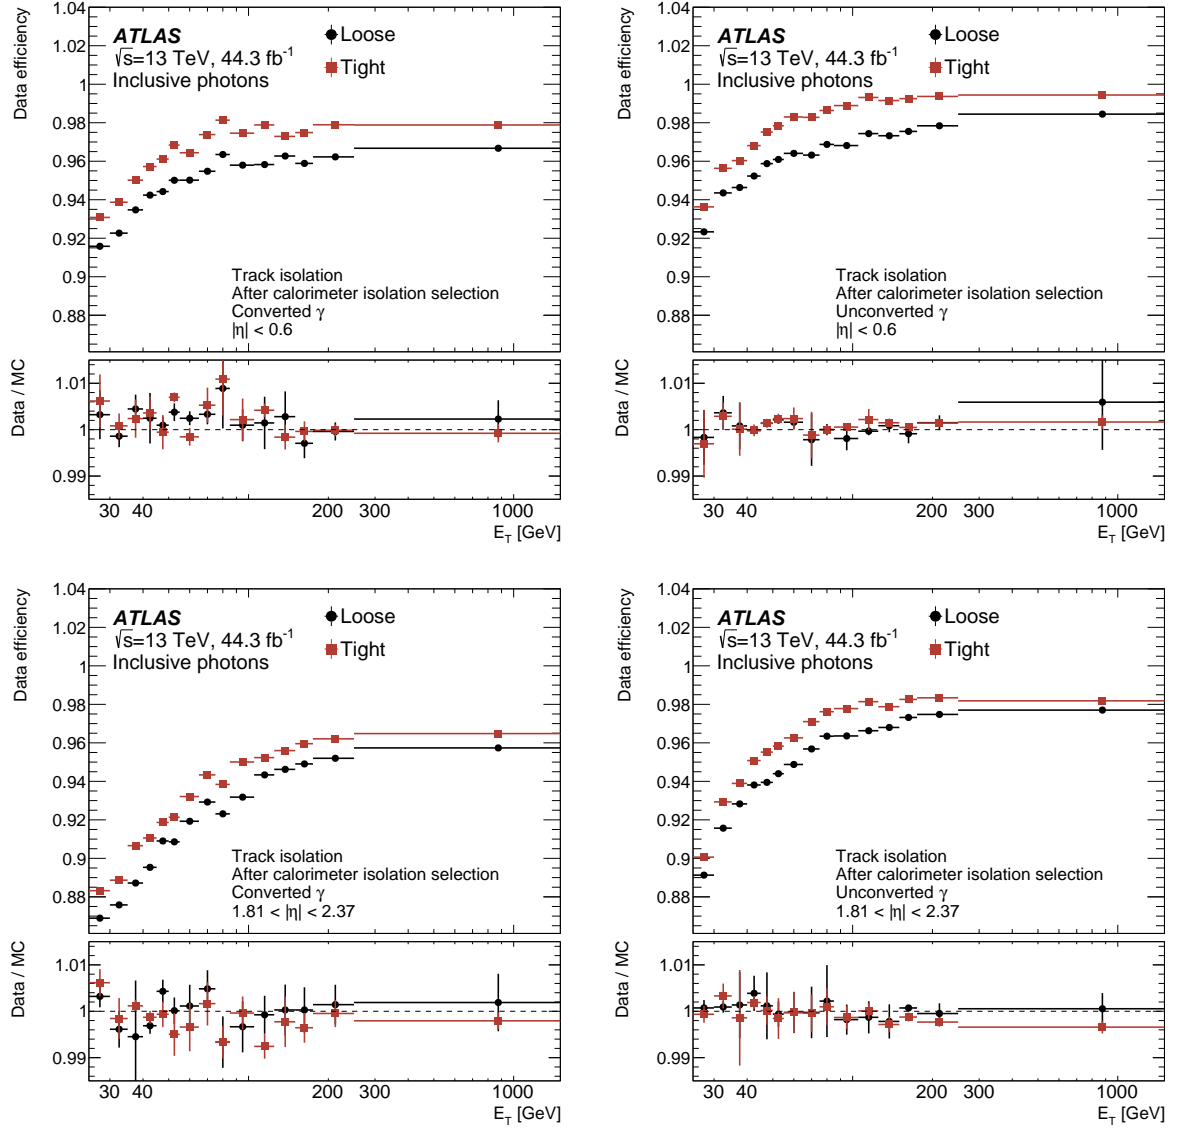 Data efficiency
1.04
1.02
1
0.98
0.96
0.94
0.92
0.9
0.88
ATLAS
√s=13 TeV, 44.3 fb⁻¹
Inclusive photons
Loose
Tight
Track isolation
After calorimeter isolation selection
Converted γ
|η| < 0.6
Data / MC
1.01
1
0.99
30 40 200 300 1000
E_T [GeV]
Data efficiency
1.04
1.02
1
0.98
0.96
0.94
0.92
0.9
0.88
ATLAS
√s=13 TeV, 44.3 fb⁻¹
Inclusive photons
Loose
Tight
Track isolation
After calorimeter isolation selection
Unconverted γ
|η| < 0.6
Data / MC
1.01
1
0.99
30 40 200 300 1000
E_T [GeV]
Data efficiency
1.04
1.02
1
0.98
0.96
0.94
0.92
0.9
0.88
ATLAS
√s=13 TeV, 44.3 fb⁻¹
Inclusive photons
Loose
Tight
Track isolation
After calorimeter isolation selection
Converted γ
1.81 < |η| < 2.37
Data / MC
1.01
1
0.99
30 40 200 300 1000
E_T [GeV]
Data efficiency
1.04
1.02
1
0.98
0.96
0.94
0.92
0.9
0.88
ATLAS
√s=13 TeV, 44.3 fb⁻¹
Inclusive photons
Loose
Tight
Track isolation
After calorimeter isolation selection
Unconverted γ
1.81 < |η| < 2.37
Data / MC
1.01
1
0.99
30 40 200 300 1000
E_T [GeV]